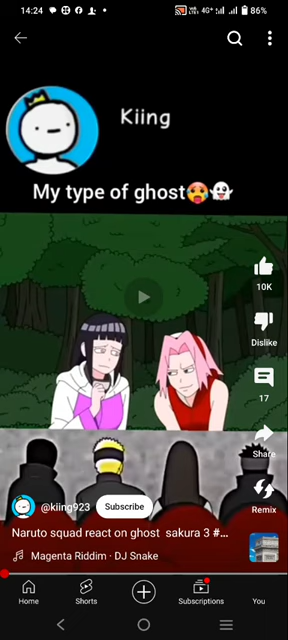 14:24
4G+
86%
Kiing
My type of ghost🥵👻
10K
Dislike
17
Share
Remix
@kiing923
Subscribe
Naruto squad react on ghost sakura 3 #...
Magenta Riddim · DJ Snake
Home
Shorts
Subscriptions
You